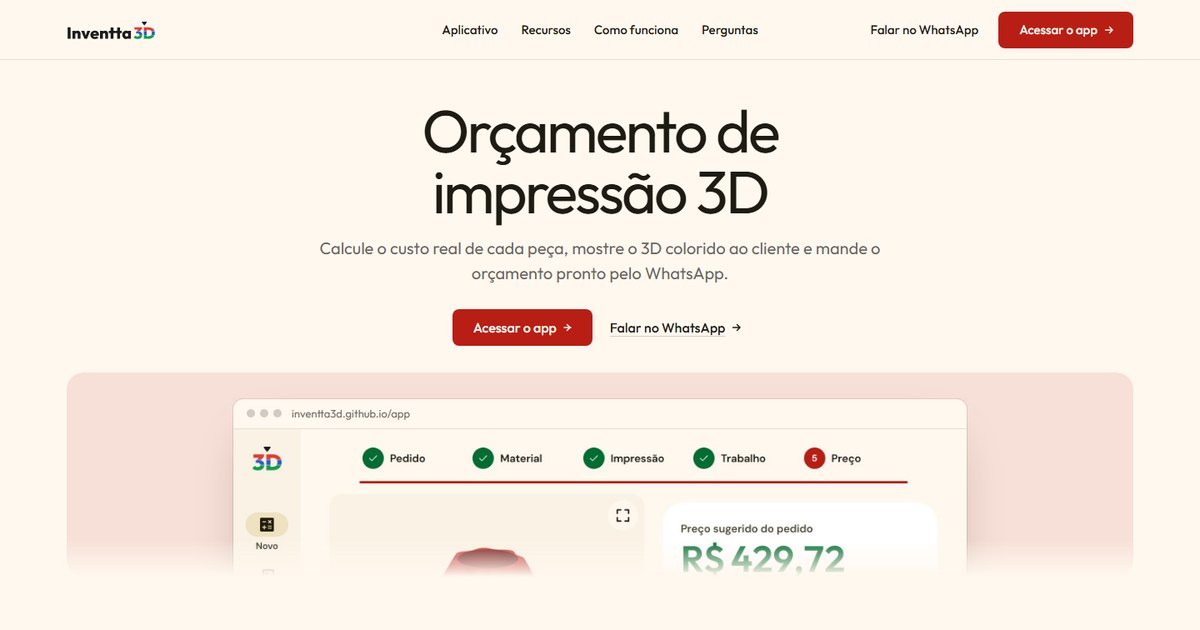 Inventta 3D
Aplicativo Recursos Como funciona Perguntas
Falar no WhatsApp
Acessar o app →
Orçamento de
impressão 3D
Calcule o custo real de cada peça, mostre o 3D colorido ao cliente e mande o
orçamento pronto pelo WhatsApp.
Acessar o app →
Falar no WhatsApp →
inventta3d.github.io/app
3D
Pedido
Material
Impressão
Trabalho
5 Preço
Novo
Preço sugerido do pedido
R$ 429,72